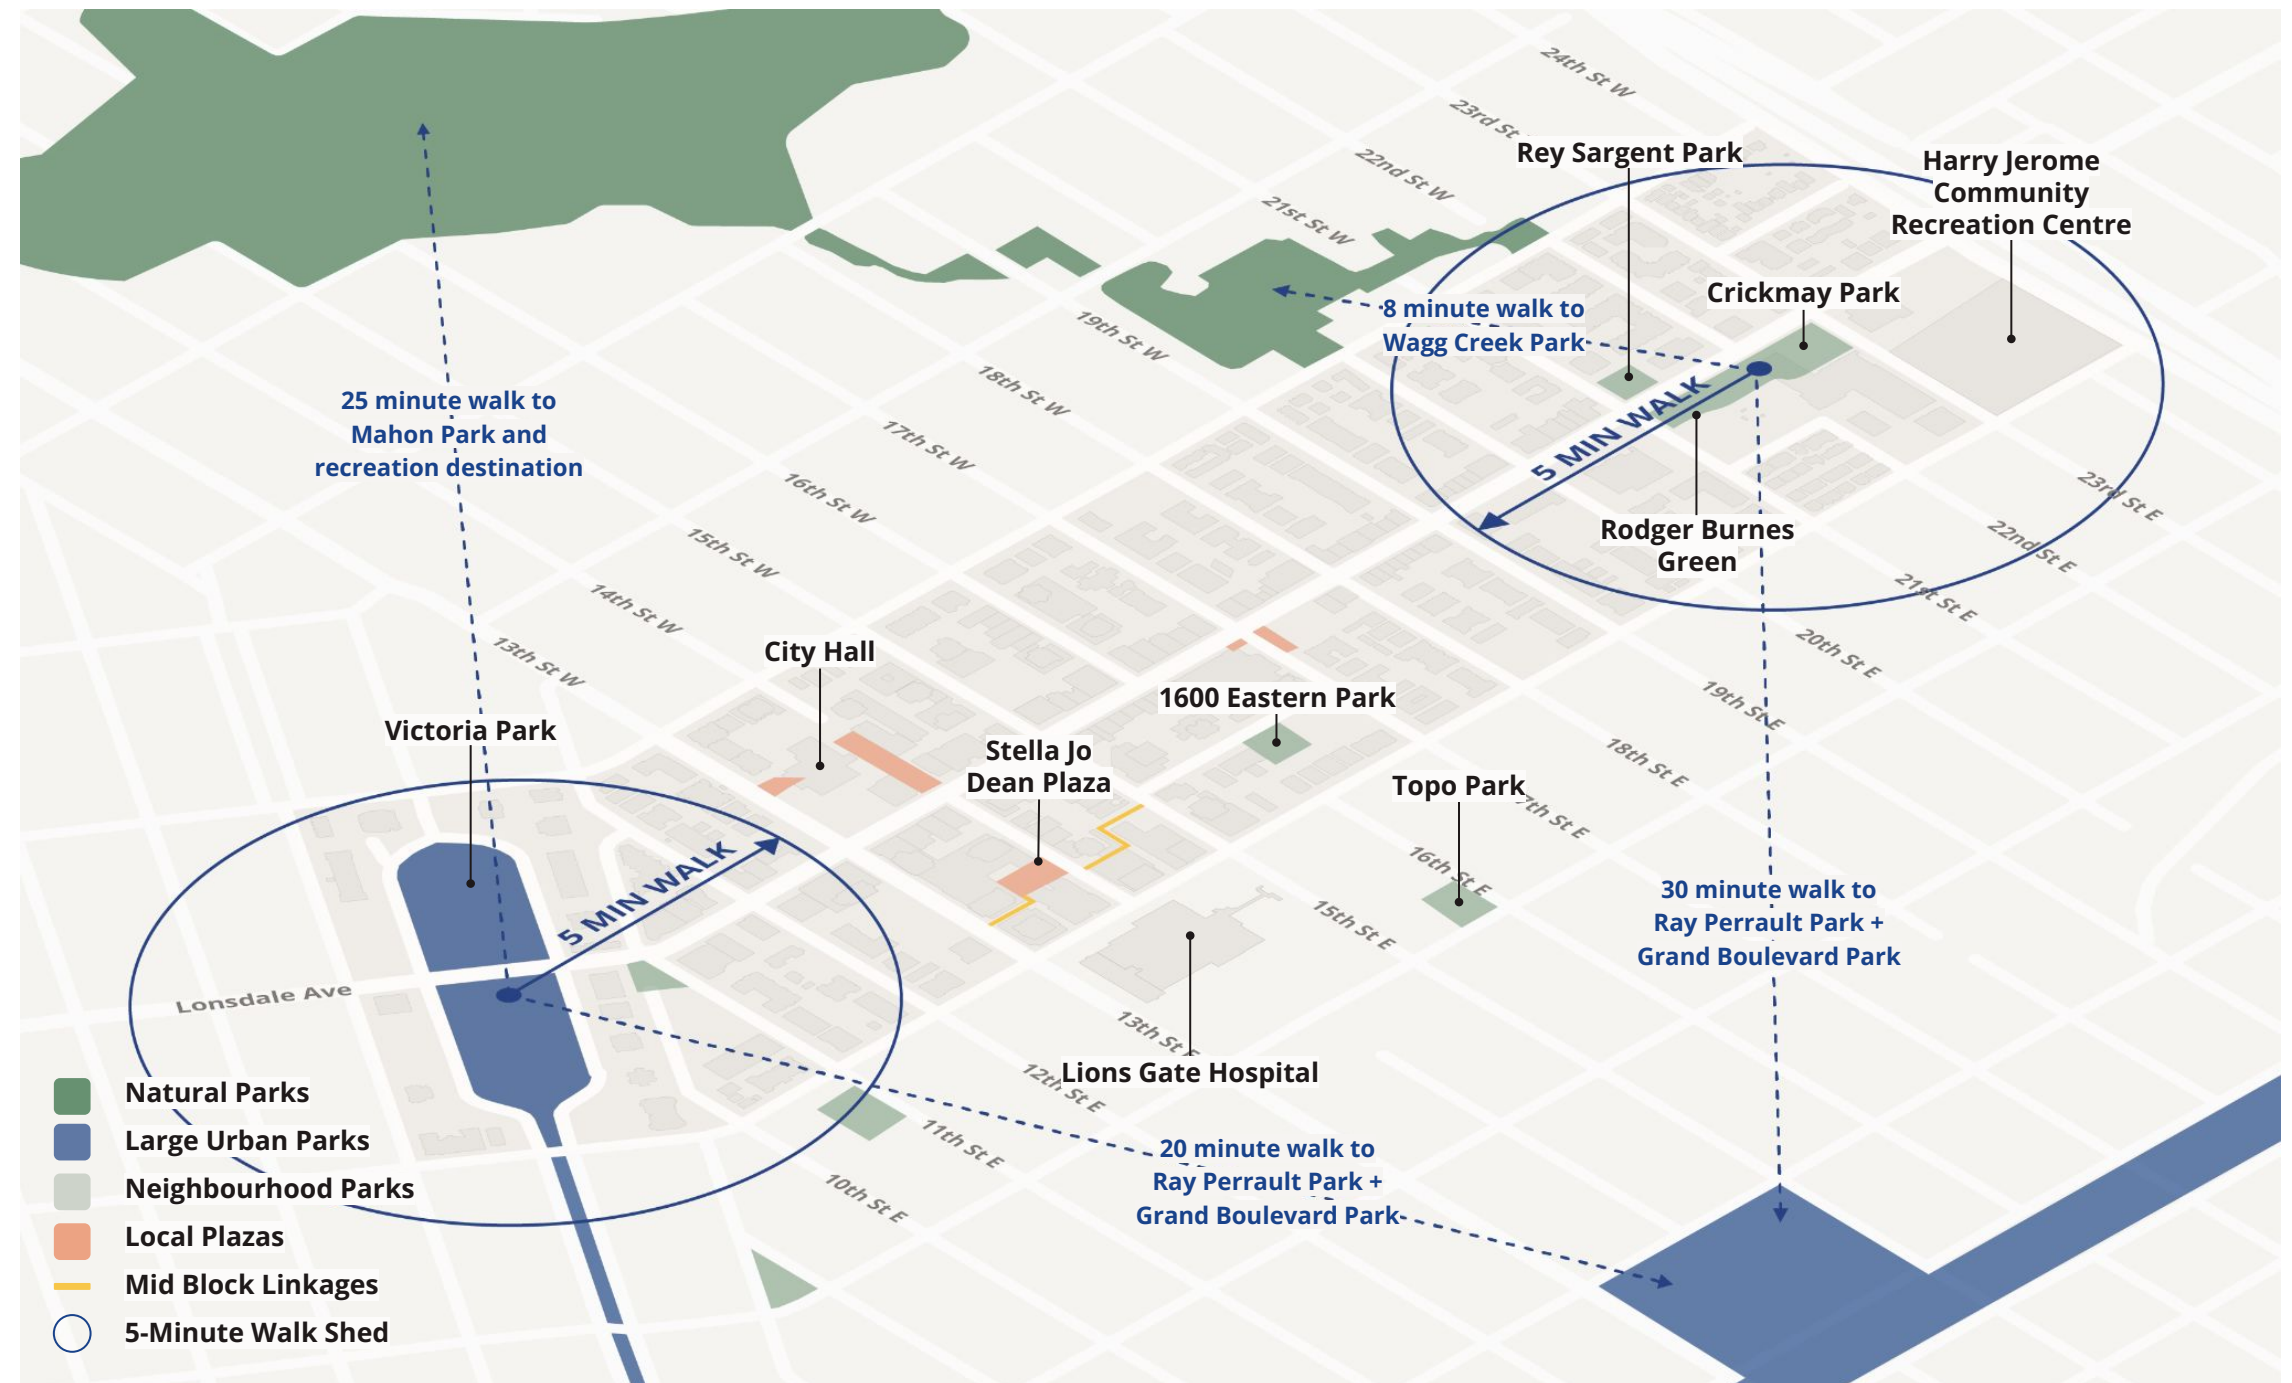 24th St W
23rd St
22nd St W
21st St W
Rey Sargent Park
Harry Jerome
Community
Recreation Centre
Crickmay Park
8 minute walk to
Wagg Creek Park
19th St W
18th St W
17th St W
16th St W
15th St W
14th St W
13th St W
25 minute walk to
Mahon Park and
recreation destination
5 MIN WALK
Rodger Burnes
Green
23rd St E
22nd St E
21st St E
20th St E
19th St E
18th St E
7th St E
16th St E
15th St E
13th St E
12th St E
11th St E
10th St E
City Hall
1600 Eastern Park
Victoria Park
Stella Jo
Dean Plaza
Topo Park
5 MIN WALK
Lonsdale Ave
30 minute walk to
Ray Perrault Park +
Grand Boulevard Park
Lions Gate Hospital
20 minute walk to
Ray Perrault Park +
Grand Boulevard Park
Natural Parks
Large Urban Parks
Neighbourhood Parks
Local Plazas
Mid Block Linkages
5-Minute Walk Shed